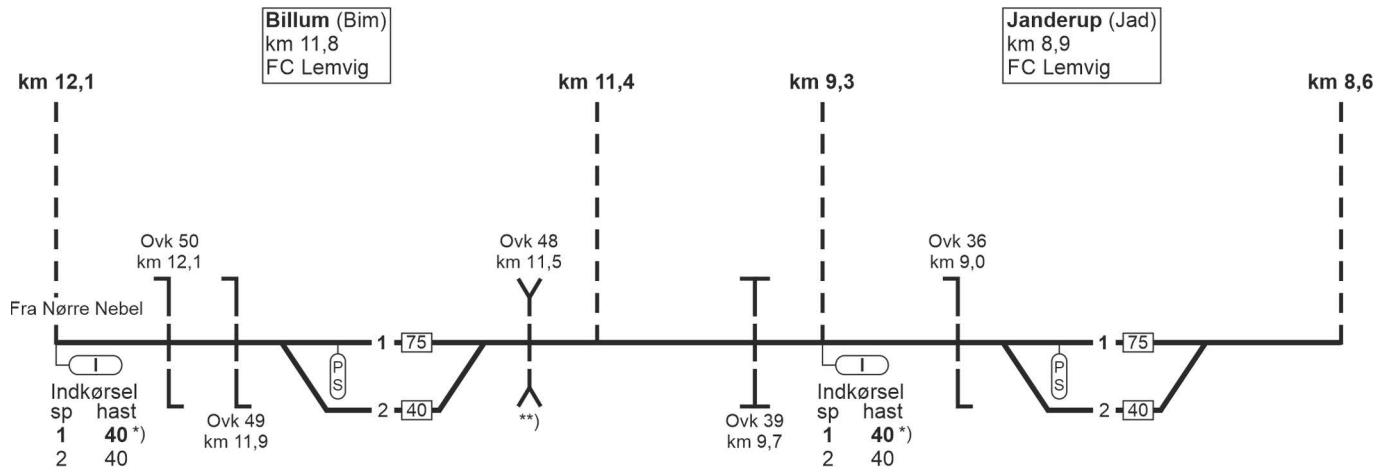 Billum (Bim)
km 11,8
FC Lemvig
Janderup (Jad)
km 8,9
FC Lemvig
km 12,1
km 11,4
km 9,3
km 8,6
Ovk 50
km 12,1
Ovk 48
km 11,5
Ovk 36
km 9,0
Fra Nørre Nebel
1 75
1 75
I
P
S
I
P
S
Indkørsel
sp hast
1 40 *)
2 40
Ovk 49
km 11,9
2 40
**)
Ovk 39
km 9,7
Indkørsel
sp hast
1 40 *)
2 40
2 40